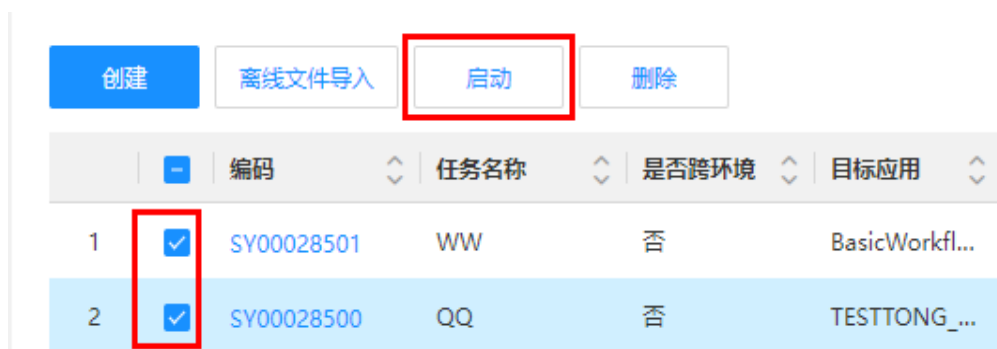 创建 离线文件导入 启动 删除
编码 任务名称 是否跨环境 目标应用
1 SY00028501 WW 否 BasicWorkfl...
2 SY00028500 QQ 否 TESTTONG_...